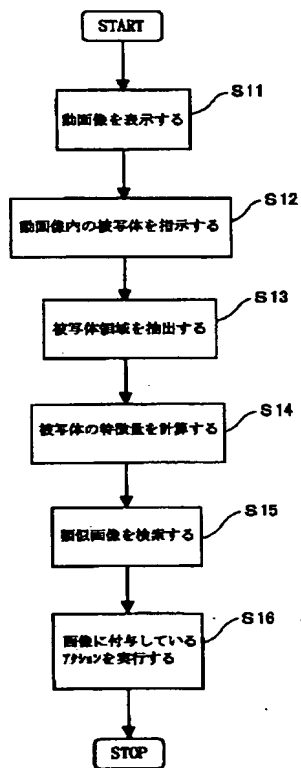 START
S11
動画像を表示する
S12
動画像内の被写体を指示する
S13
被写体領域を抽出する
S14
被写体の特徴量を計算する
S15
類似画像を検索する
S16
画像に付与している
アクションを実行する
STOP